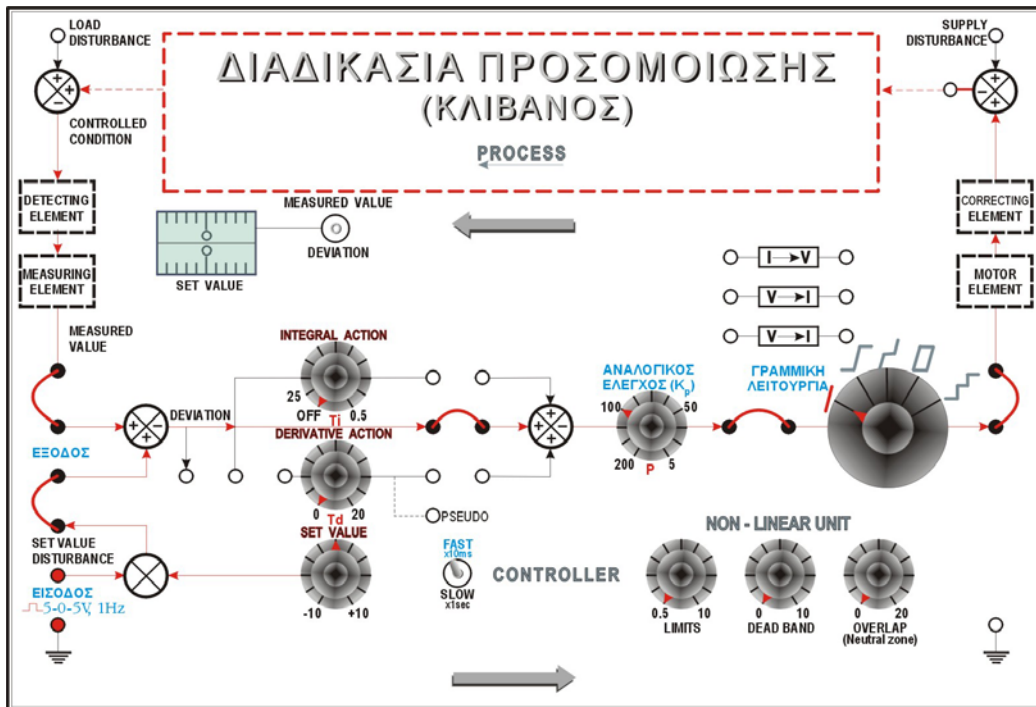 LOAD
DISTURBANCE
SUPPLY
DISTURBANCE
ΔΙΑΔΙΚΑΣΙΑ ΠΡΟΣΟΜΟΙΩΣΗΣ
(ΚΛΙΒΑΝΟΣ)
PROCESS
CONTROLLED
CONDITION
DETECTING
ELEMENT
MEASURING
ELEMENT
MEASURED VALUE
DEVIATION
SET VALUE
CORRECTING
ELEMENT
MOTOR
ELEMENT
I V
V I
V I
MEASURED
VALUE
INTEGRAL ACTION
25
OFF Ti 0.5
DERIVATIVE ACTION
0 Td 20
SET VALUE
-10 +10
DEVIATION
ΕΞΟΔΟΣ
SET VALUE
DISTURBANCE
ΕΙΣΟΔΟΣ
5-0-5V, 1Hz
PSEUDO
FAST
x10ms
SLOW
x1sec
CONTROLLER
ΑΝΑΛΟΓΙΚΟΣ
ΕΛΕΓΧΟΣ (Kp)
100 50
200 P 5
ΓΡΑΜΜΙΚΗ
ΛΕΙΤΟΥΡΓΙΑ
NON - LINEAR UNIT
0.5 10
LIMITS
0 10
DEAD BAND
0 20
OVERLAP
(Neutral zone)